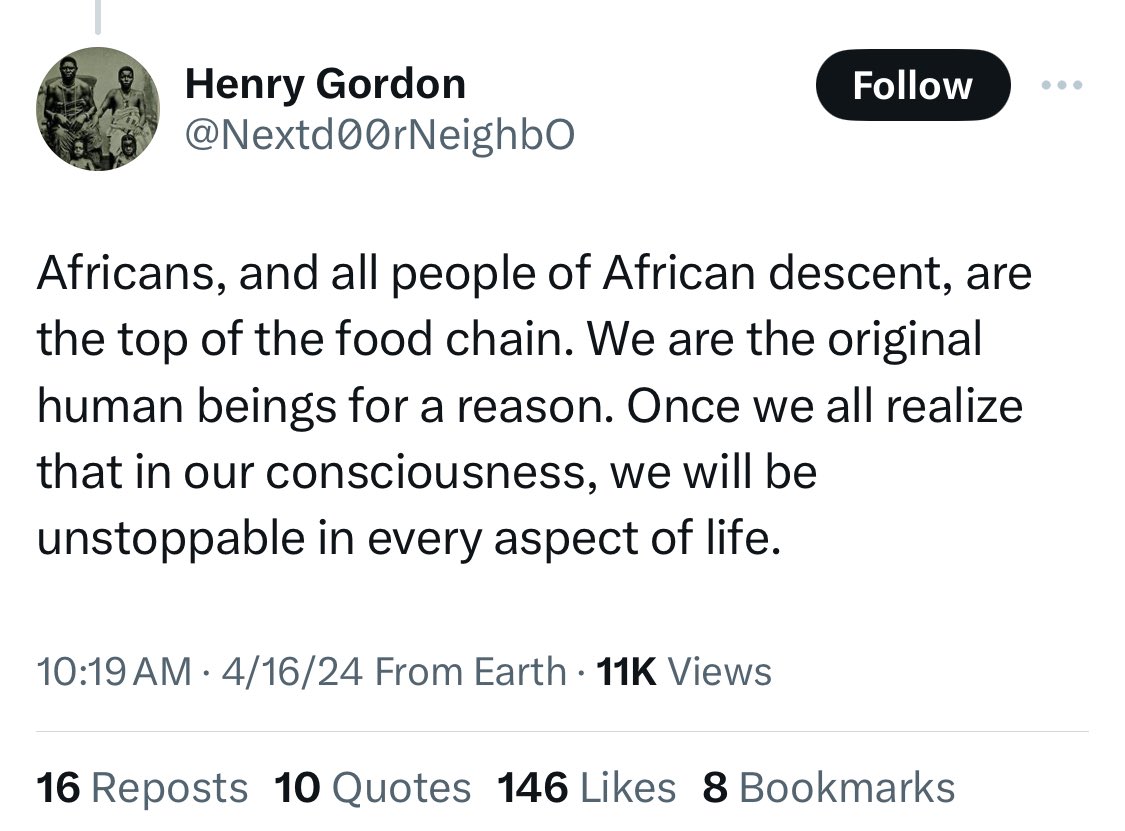 Henry Gordon
Follow
@Nextd00rNeighbO
Africans, and all people of African descent, are
the top of the food chain. We are the original
human beings for a reason. Once we all realize
that in our consciousness, we will be
unstoppable in every aspect of life.
10:19 AM · 4/16/24 From Earth · 11K Views
16 Reposts 10 Quotes 146 Likes 8 Bookmarks